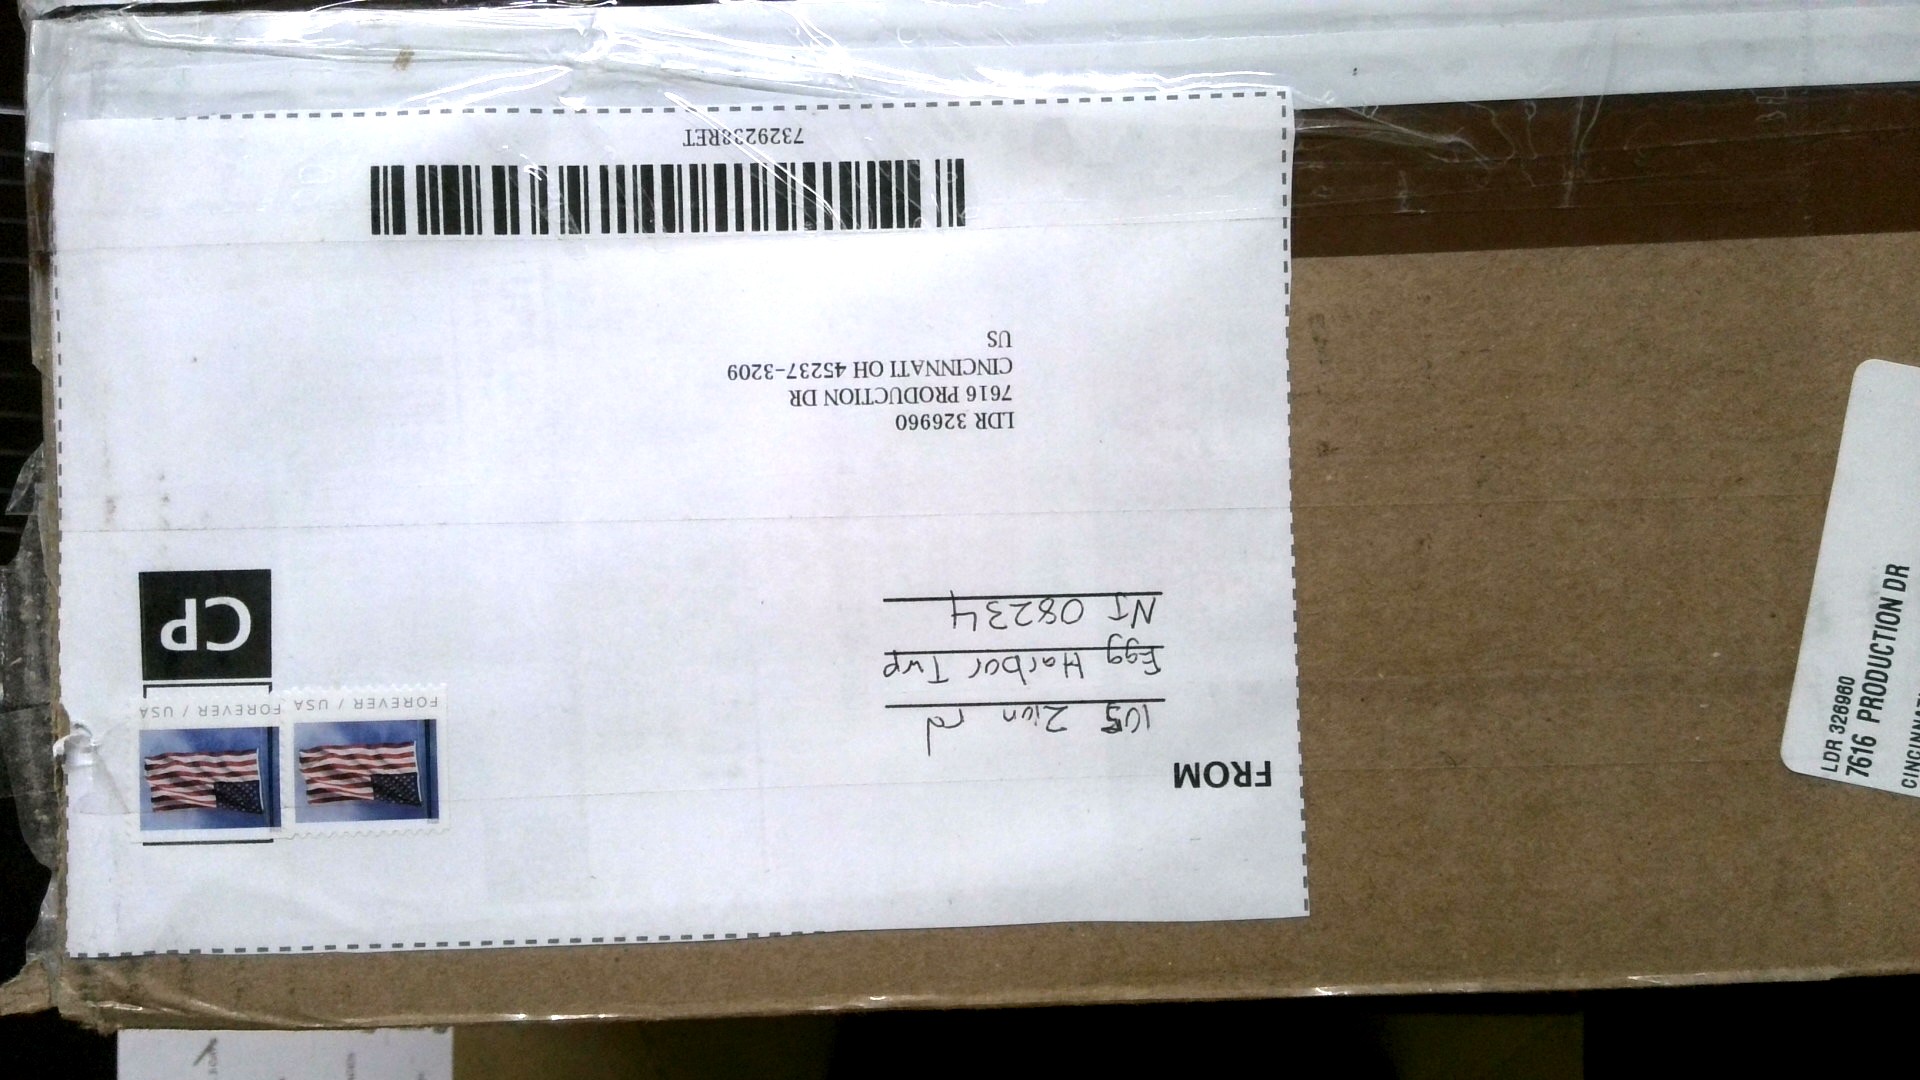 FROM
105 Zion rd
Egg Harbor Twp
NJ 08234
FOREVER / USA
FOREVER / USA
CP
LDR 326960
7616 PRODUCTION DR
CINCINNATI OH 45237-3209
US
7329238RET
LDR 326960
7616 PRODUCTION DR